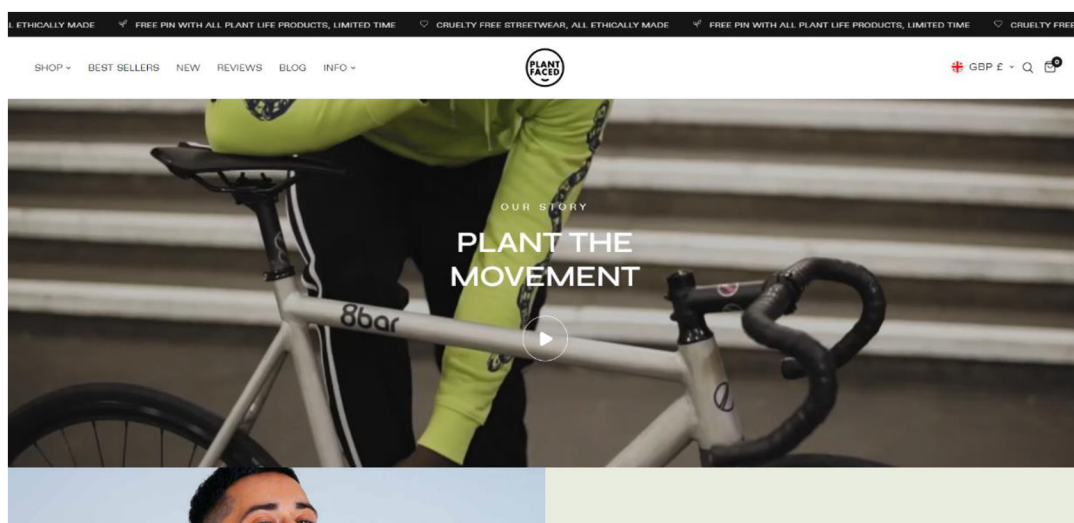 L ETHICALLY MADE FREE PIN WITH ALL PLANT LIFE PRODUCTS, LIMITED TIME CRUELTY FREE STREETWEAR, ALL ETHICALLY MADE FREE PIN WITH ALL PLANT LIFE PRODUCTS, LIMITED TIME CRUELTY FREE
SHOP BEST SELLERS NEW REVIEWS BLOG INFO
PLANT
FACED
GBP £
0
OUR STORY
PLANT THE
MOVEMENT
8bar